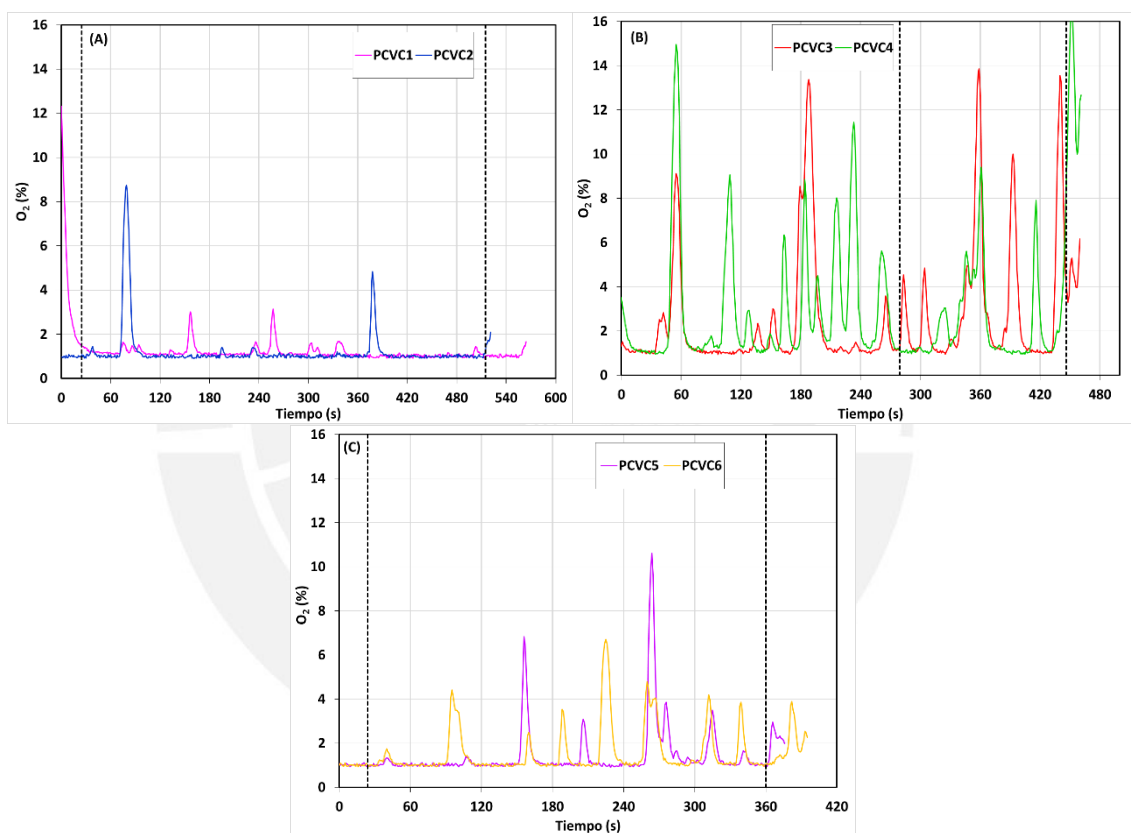 (A)
PCVC1 PCVC2
16
14
12
10
8
6
4
2
0
O2 (%)
0 60 120 180 240 300 360 420 480 540 600
Tiempo (s)
(B)
PCVC3 PCVC4
16
14
12
10
8
6
4
2
0
O2 (%)
0 60 120 180 240 300 360 420 480
Tiempo (s)
(C)
PCVC5 PCVC6
16
14
12
10
8
6
4
2
0
O2 (%)
0 60 120 180 240 300 360 420
Tiempo (s)